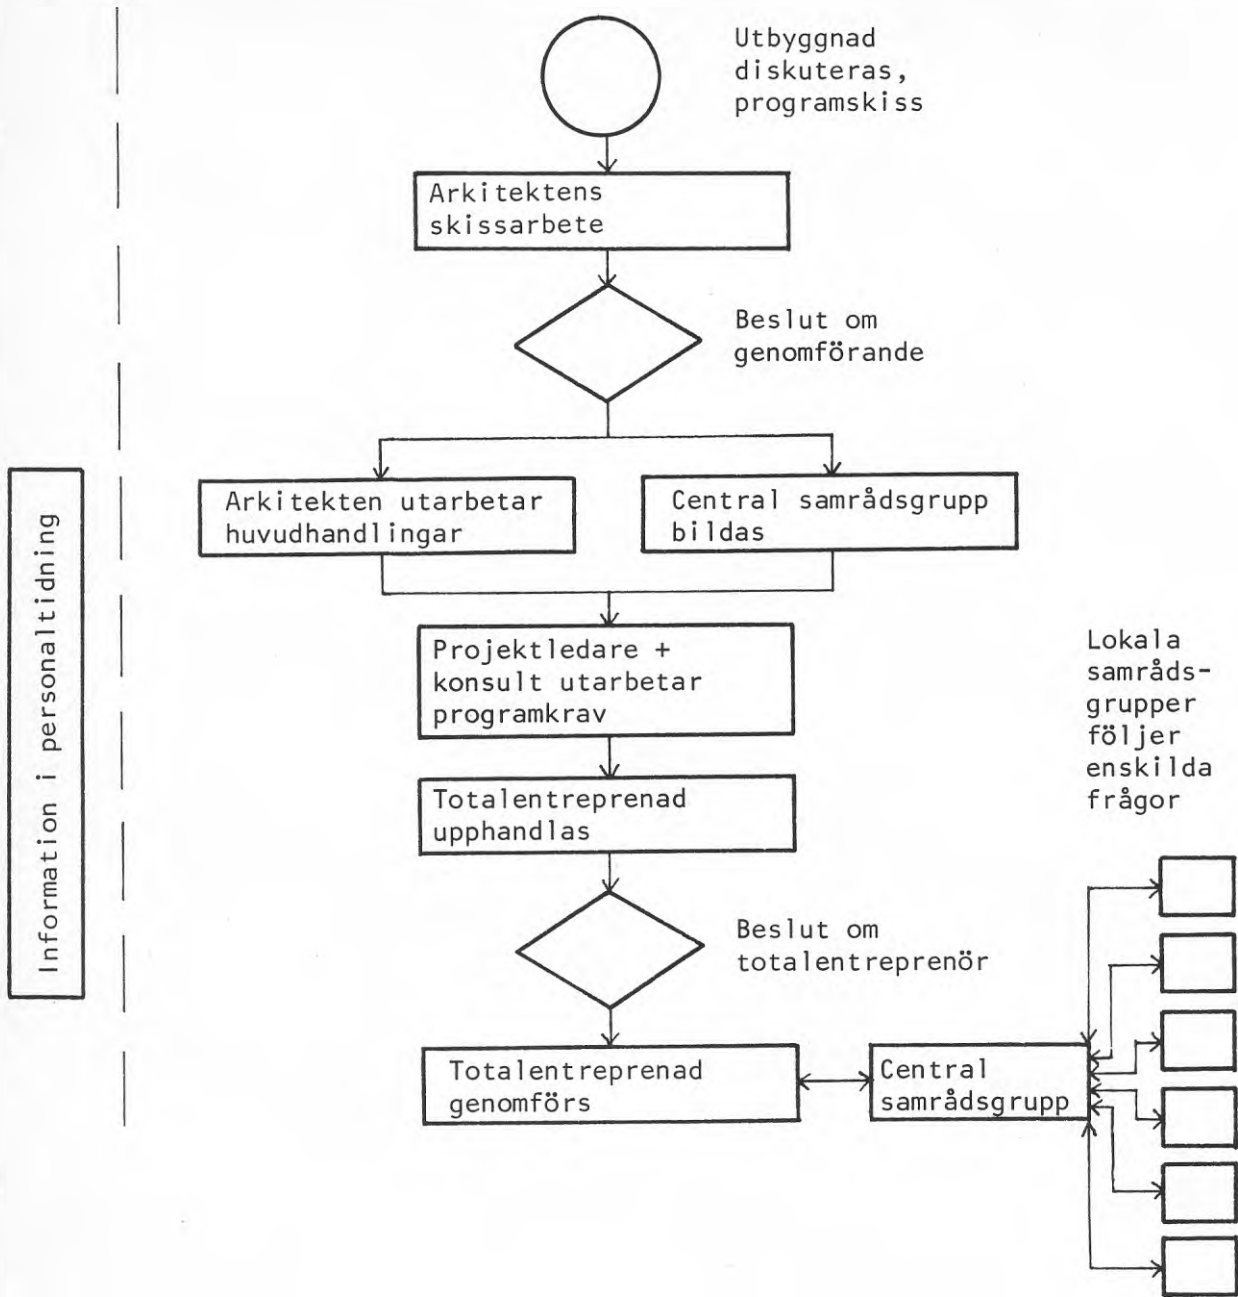 Utbyggnad
diskuteras,
programskiss
Arkitektens
skissarbete
Beslut om
genomförande
Arkitekten utarbetar
huvudhandlingar
Central samrådsgrupp
bildas
Information i personaltidning
Projektledare +
konsult utarbetar
programkrav
Lokala
samråds-
grupper
följer
enskilda
frågor
Totalentreprenad
upphandlas
Beslut om
totalentreprenör
Totalentreprenad
genomförs
Central
samrådsgrupp